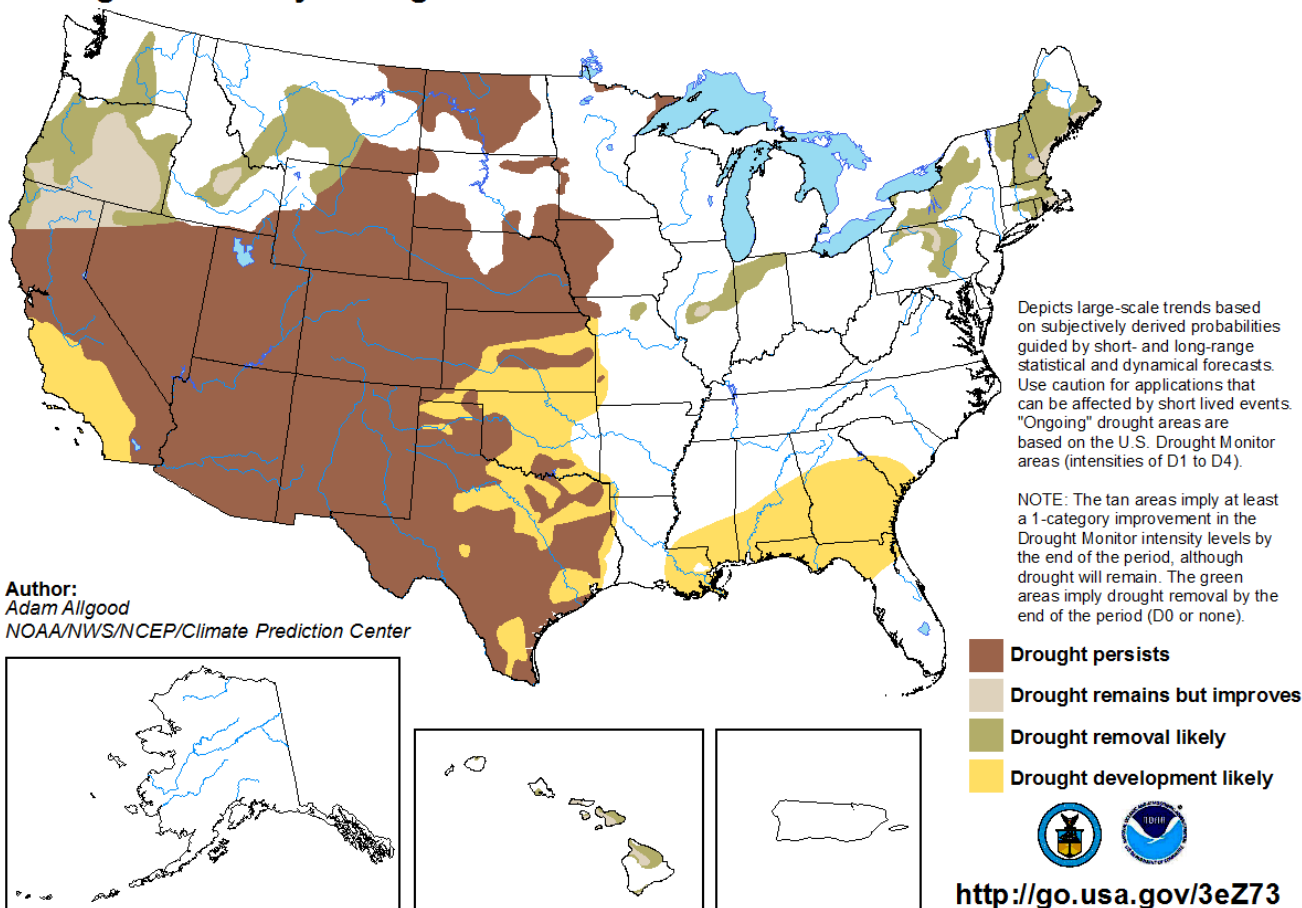 Depicts large-scale trends based
on subjectively derived probabilities
guided by short- and long-range
statistical and dynamical forecasts.
Use caution for applications that
can be affected by short lived events.
"Ongoing" drought areas are
based on the U.S. Drought Monitor
areas (intensities of D1 to D4).
NOTE: The tan areas imply at least
a 1-category improvement in the
Drought Monitor intensity levels by
the end of the period, although
drought will remain. The green
areas imply drought removal by the
end of the period (D0 or none).
Author:
Adam Allgood
NOAA/NWS/NCEP/Climate Prediction Center
Drought persists
Drought remains but improves
Drought removal likely
Drought development likely
http://go.usa.gov/3eZ73